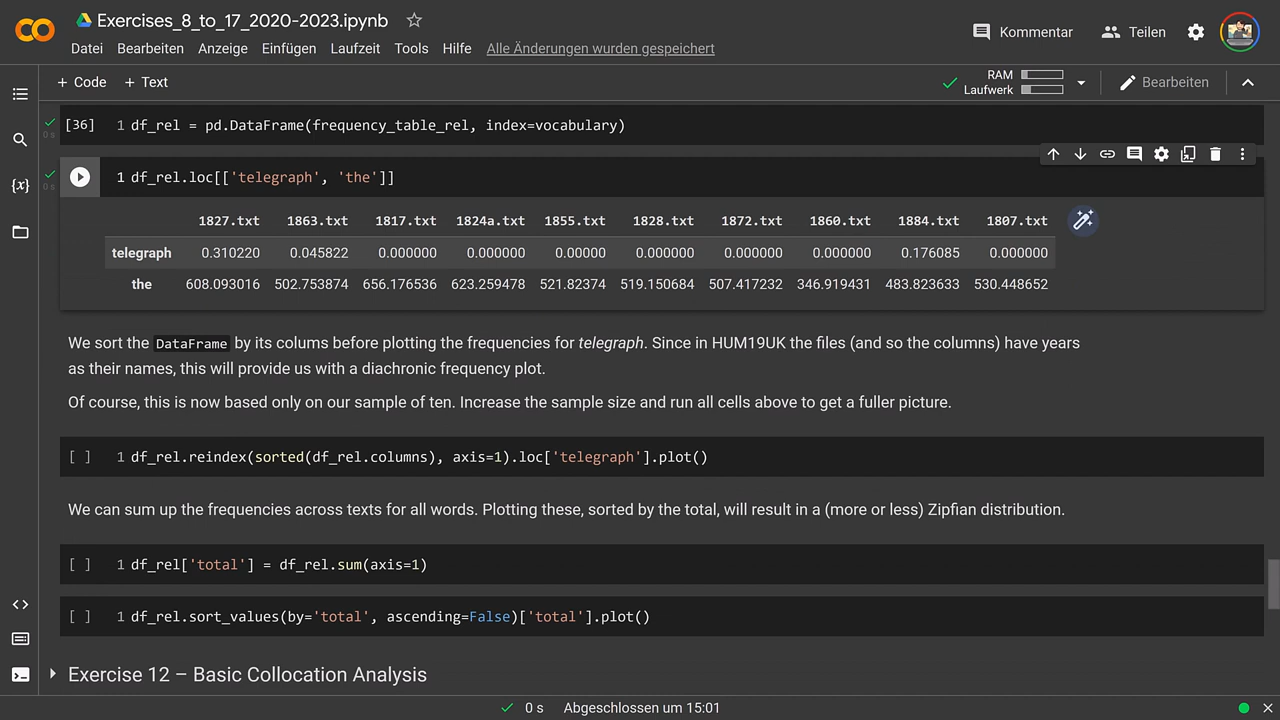 Exercises_8_to_17_2020-2023.ipynb
Datei Bearbeiten Anzeige Einfügen Laufzeit Tools Hilfe Alle Änderungen wurden gespeichert
Kommentar Teilen
+ Code + Text
RAM
Laufwerk
Bearbeiten
[36] 1 df_rel = pd.DataFrame(frequency_table_rel, index=vocabulary)
0 s
1 df_rel.loc[['telegraph', 'the']]
0 s
1827.txt 1863.txt 1817.txt 1824a.txt 1855.txt 1828.txt 1872.txt 1860.txt 1884.txt 1807.txt
telegraph 0.310220 0.045822 0.000000 0.000000 0.00000 0.000000 0.000000 0.000000 0.176085 0.000000
the 608.093016 502.753874 656.176536 623.259478 521.82374 519.150684 507.417232 346.919431 483.823633 530.448652
We sort the DataFrame by its colums before plotting the frequencies for telegraph. Since in HUM19UK the files (and so the columns) have years
as their names, this will provide us with a diachronic frequency plot.
Of course, this is now based only on our sample of ten. Increase the sample size and run all cells above to get a fuller picture.
[ ] 1 df_rel.reindex(sorted(df_rel.columns), axis=1).loc['telegraph'].plot()
We can sum up the frequencies across texts for all words. Plotting these, sorted by the total, will result in a (more or less) Zipfian distribution.
[ ] 1 df_rel['total'] = df_rel.sum(axis=1)
[ ] 1 df_rel.sort_values(by='total', ascending=False)['total'].plot()
Exercise 12 – Basic Collocation Analysis
0 s Abgeschlossen um 15:01